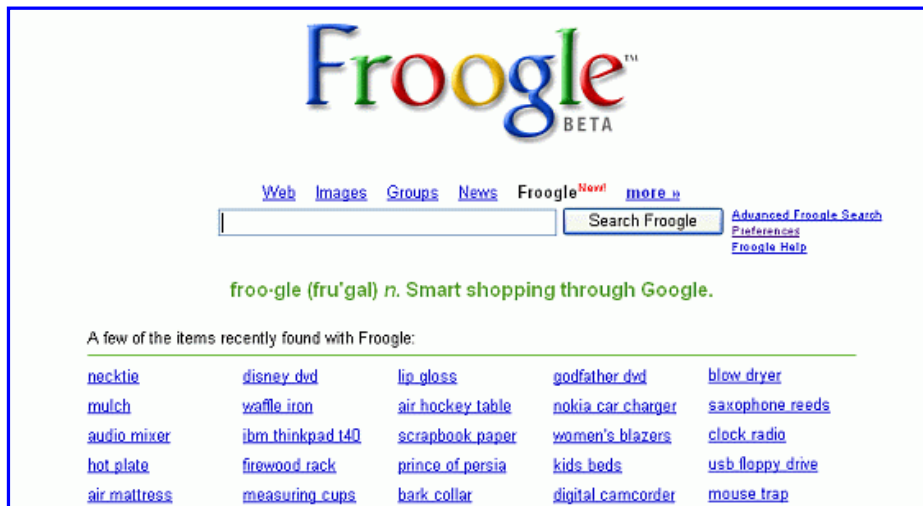 Froogle™
BETA
Web Images Groups News Froogle New! more »
Search Froogle
Advanced Froogle Search
Preferences
Froogle Help
froo·gle (fru'gal) n. Smart shopping through Google.
A few of the items recently found with Froogle:
necktie disney dvd lip gloss godfather dvd blow dryer
mulch waffle iron air hockey table nokia car charger saxophone reeds
audio mixer ibm thinkpad t40 scrapbook paper women's blazers clock radio
hot plate firewood rack prince of persia kids beds usb floppy drive
air mattress measuring cups bark collar digital camcorder mouse trap